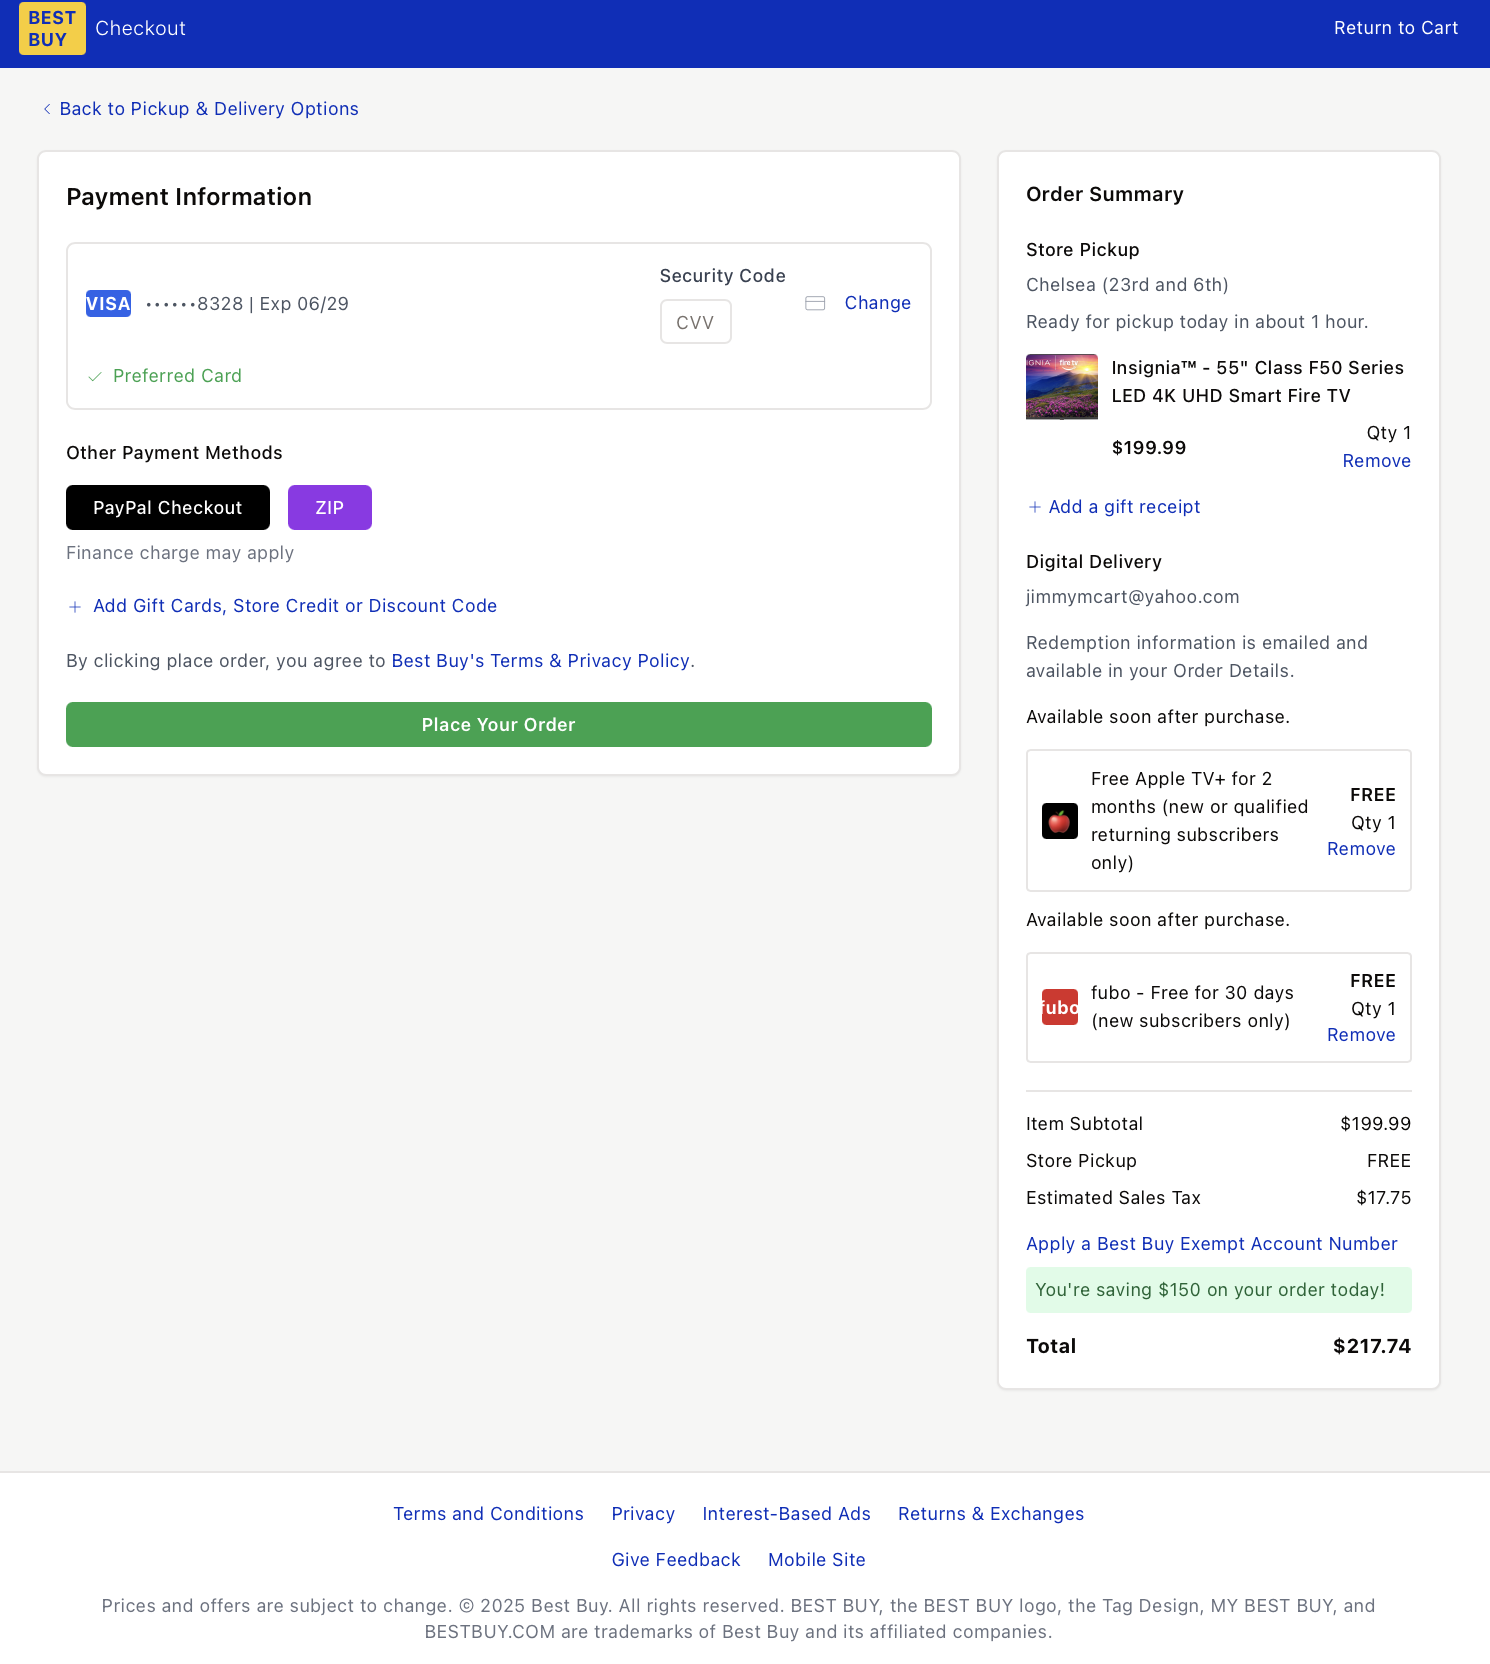 BEST
BUY
Checkout
Return to Cart
Back to Pickup & Delivery Options
Payment Information
VISA ••••••8328 | Exp 06/29
Security Code
CVV
Change
Preferred Card
Other Payment Methods
PayPal Checkout
ZIP
Finance charge may apply
+ Add Gift Cards, Store Credit or Discount Code
By clicking place order, you agree to Best Buy's Terms & Privacy Policy.
Place Your Order
Order Summary
Store Pickup
Chelsea (23rd and 6th)
Ready for pickup today in about 1 hour.
fire tv
Insignia™ - 55" Class F50 Series
LED 4K UHD Smart Fire TV
$199.99
Qty 1
Remove
+ Add a gift receipt
Digital Delivery
jimmymcart@yahoo.com
Redemption information is emailed and
available in your Order Details.
Available soon after purchase.
Free Apple TV+ for 2
months (new or qualified
returning subscribers
only)
FREE
Qty 1
Remove
Available soon after purchase.
fubo
fubo - Free for 30 days
(new subscribers only)
FREE
Qty 1
Remove
Item Subtotal $199.99
Store Pickup FREE
Estimated Sales Tax $17.75
Apply a Best Buy Exempt Account Number
You're saving $150 on your order today!
Total $217.74
Terms and Conditions Privacy Interest-Based Ads Returns & Exchanges
Give Feedback Mobile Site
Prices and offers are subject to change. © 2025 Best Buy. All rights reserved. BEST BUY, the BEST BUY logo, the Tag Design, MY BEST BUY, and
BESTBUY.COM are trademarks of Best Buy and its affiliated companies.